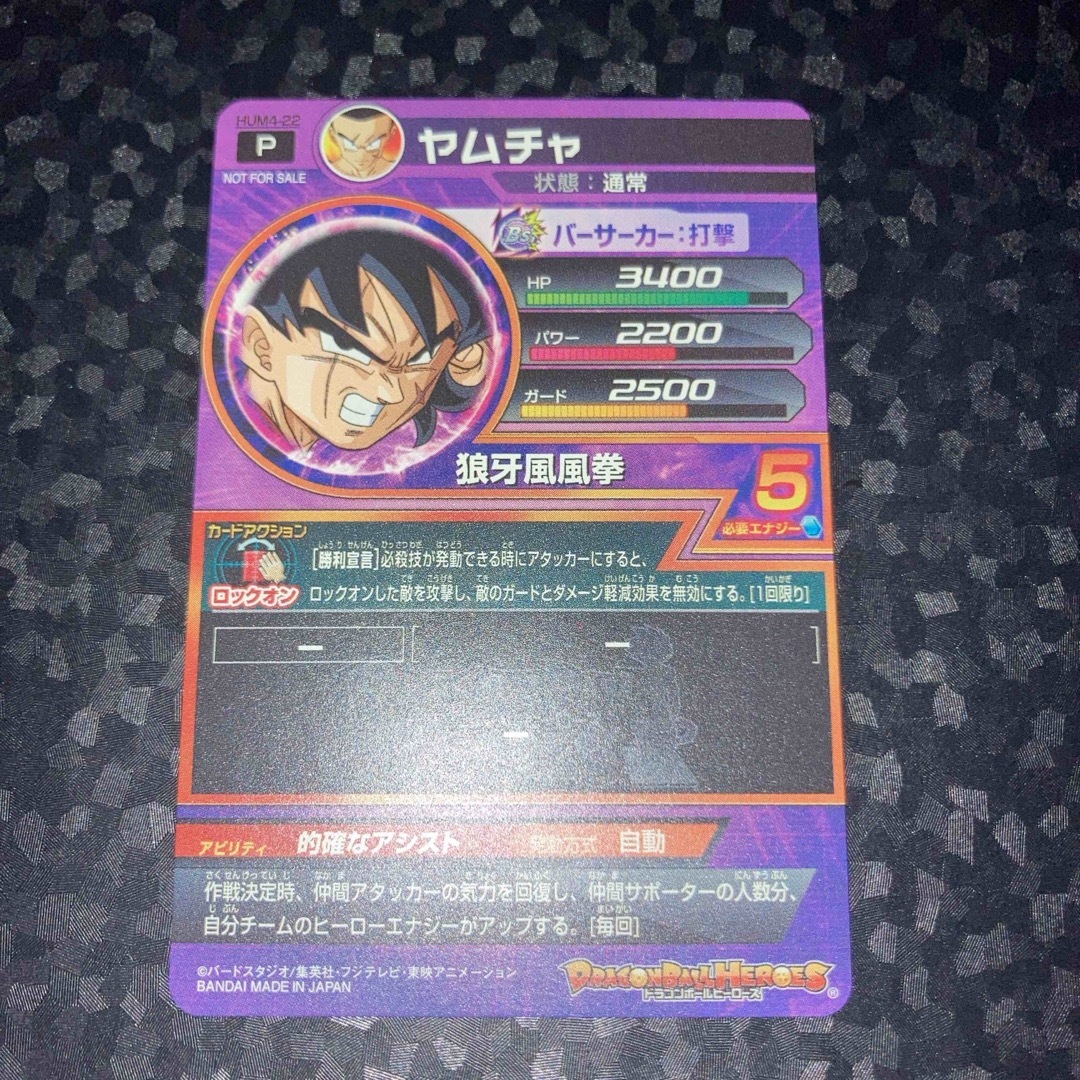 HUM4-22
P
NOT FOR SALE
ヤムチャ
状態：通常
Bs バーサーカー：打撃
HP 3400
パワー 2200
ガード 2500
狼牙風風拳
5
必要エナジー
カードアクション
ロックオン
[勝利宣言]必殺技が発動できる時にアタッカーにすると、
ロックオンした敵を攻撃し、敵のガードとダメージ軽減効果を無効にする。[1回限り]
ー [ ー ]
ー
アビリティ 的確なアシスト 発動方式 自動
作戦決定時、仲間アタッカーの気力を回復し、仲間サポーターの人数分、
自分チームのヒーローエナジーがアップする。[毎回]
©バードスタジオ/集英社・フジテレビ・東映アニメーション
BANDAI MADE IN JAPAN
DRAGONBALL HEROES
ドラゴンボールヒーローズ
®